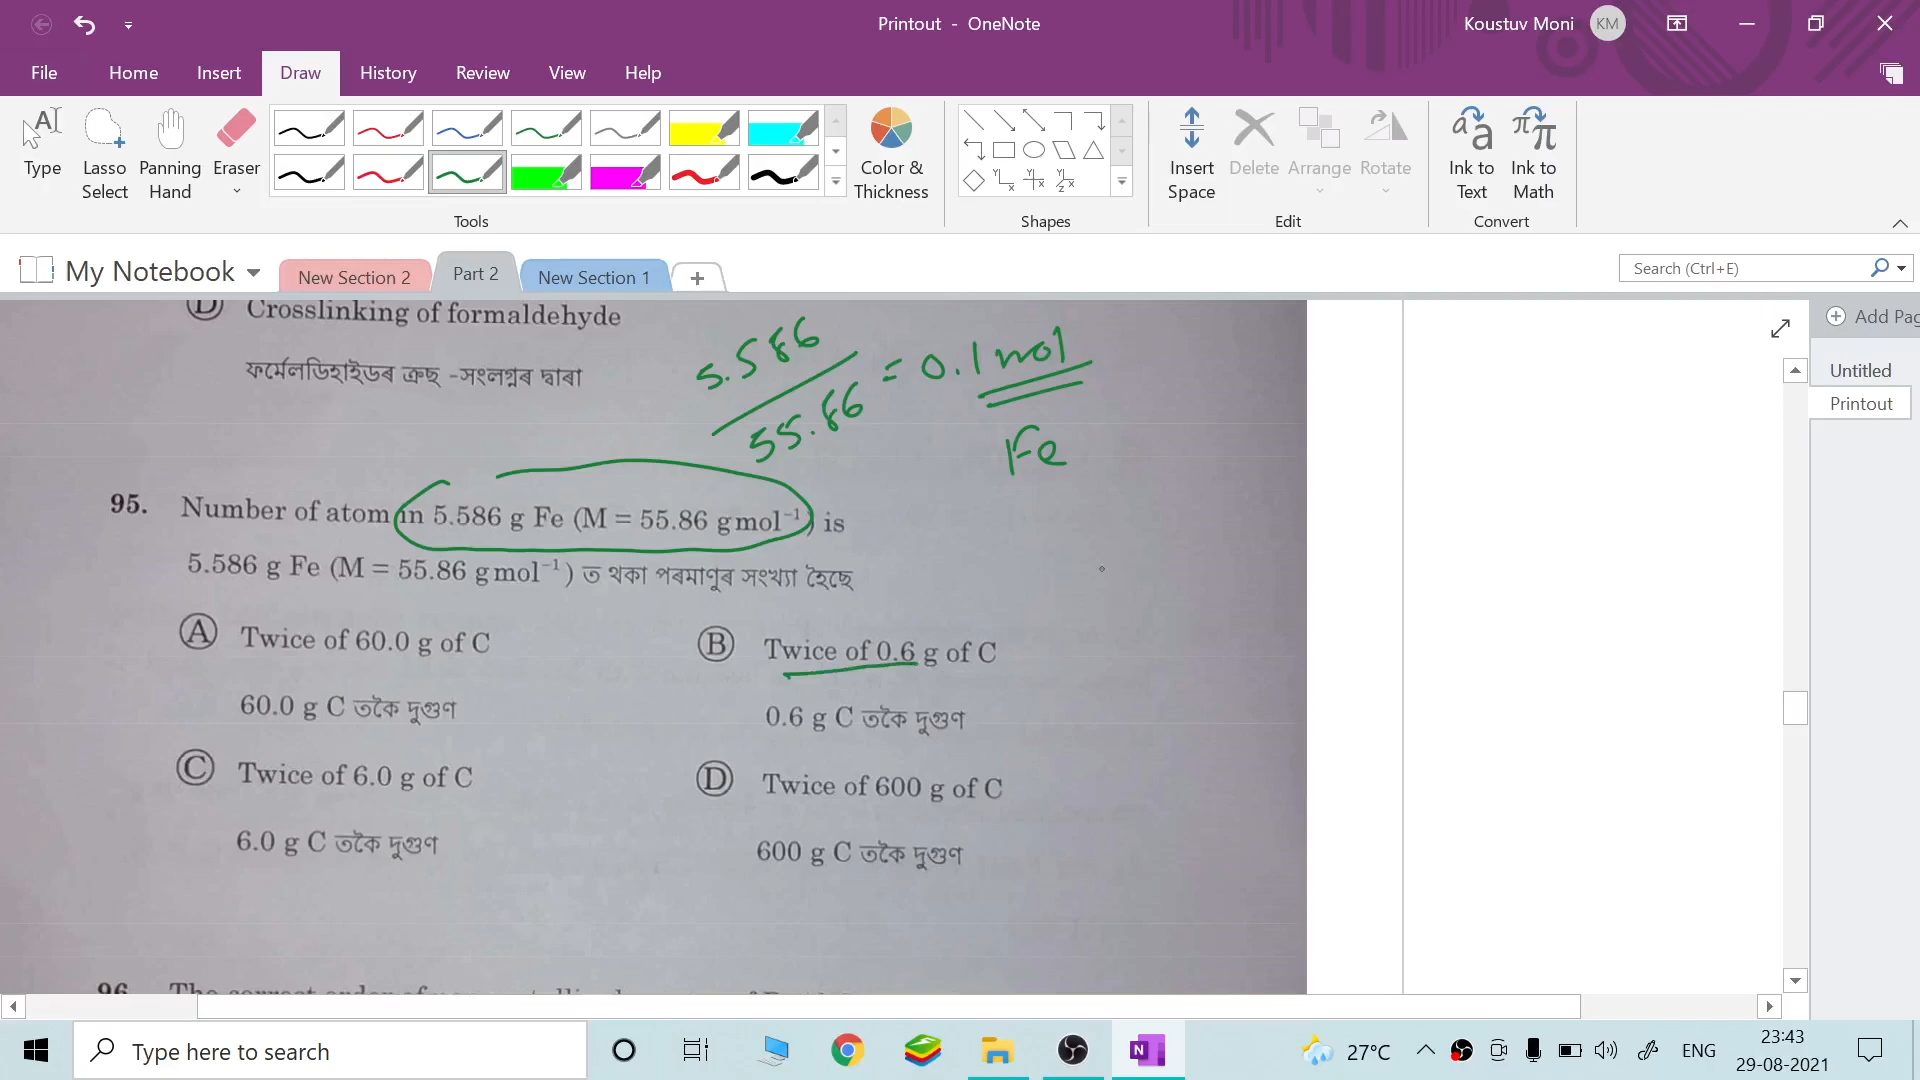 Printout - OneNote
Koustuv Moni KM
File Home Insert Draw History Review View Help
Type
Lasso Select
Panning Hand
Eraser
Color & Thickness
Insert Space
Delete
Arrange
Rotate
Ink to Text
Ink to Math
Tools
Shapes
Edit
Convert
My Notebook
New Section 2
Part 2
New Section 1
Search (Ctrl+E)
Add Pag
Untitled
Printout
D Crosslinking of formaldehyde
ফৰ্মেলডিহাইডৰ ক্ৰছ -সংলগ্নৰ দ্বাৰা
5.586 / 55.86 = 0.1 mol
Fe
95. Number of atom in 5.586 g Fe (M = 55.86 g mol⁻¹) is
5.586 g Fe (M = 55.86 g mol⁻¹) ত থকা পৰমাণুৰ সংখ্যা হৈছে
A Twice of 60.0 g of C
60.0 g C তকৈ দুগুণ
B Twice of 0.6 g of C
0.6 g C তকৈ দুগুণ
C Twice of 6.0 g of C
6.0 g C তকৈ দুগুণ
D Twice of 600 g of C
600 g C তকৈ দুগুণ
96. The correct order of
Type here to search
27°C
ENG
23:43
29-08-2021